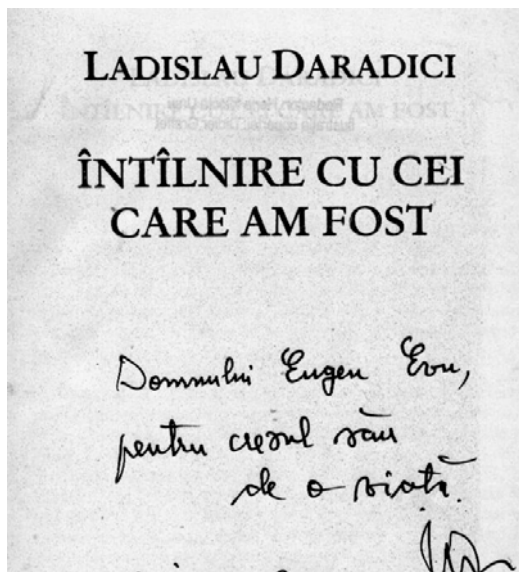 LADISLAU DARADICI
ÎNTÎLNIRE CU CEI
CARE AM FOST
Domnului Eugen Evu,
pentru crezul său
de o viață.